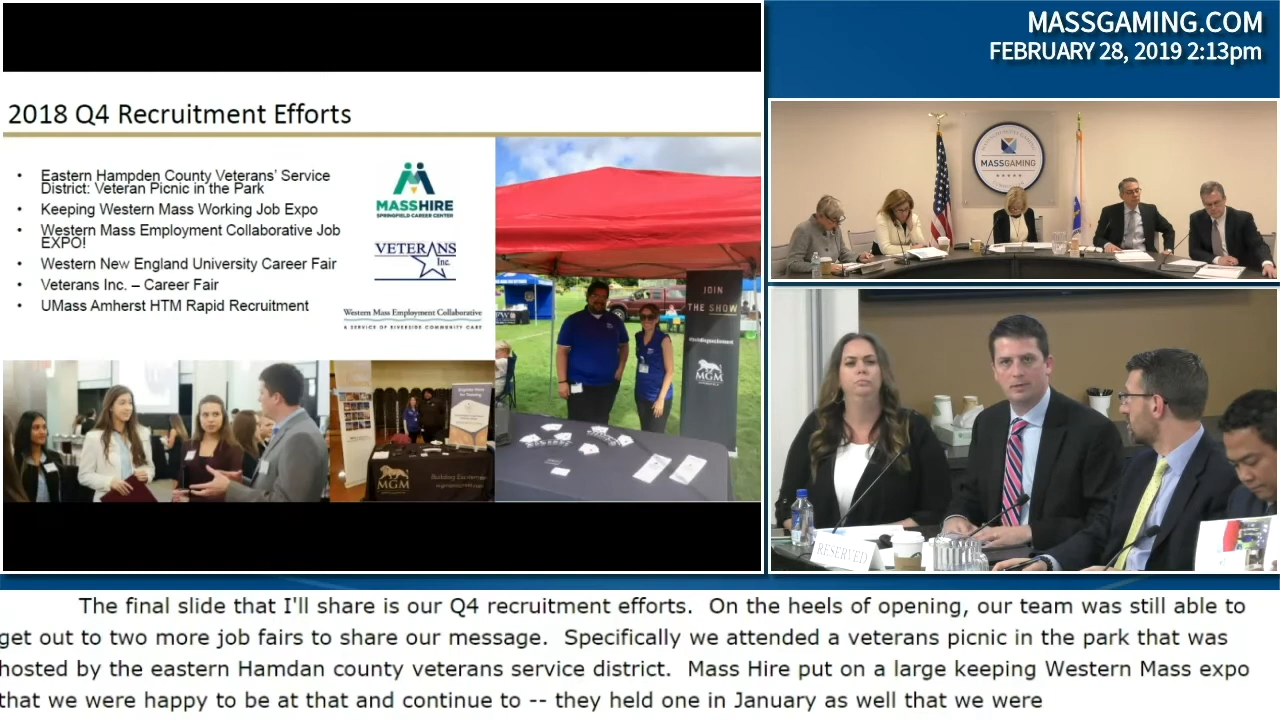 MASSGAMING.COM
FEBRUARY 28, 2019 2:13pm
2018 Q4 Recruitment Efforts
• Eastern Hampden County Veterans' Service
District: Veteran Picnic in the Park
• Keeping Western Mass Working Job Expo
• Western Mass Employment Collaborative Job
EXPO!
• Western New England University Career Fair
• Veterans Inc. – Career Fair
• UMass Amherst HTM Rapid Recruitment
MASSHIRE
SPRINGFIELD CAREER CENTER
VETERANS
Inc.
Western Mass Employment Collaborative
A SERVICE OF RIVERSIDE COMMUNITY CARE
JOIN
THE SHOW
MGM
MGM
MASSGAMING
RESERVED
The final slide that I'll share is our Q4 recruitment efforts. On the heels of opening, our team was still able to
get out to two more job fairs to share our message. Specifically we attended a veterans picnic in the park that was
hosted by the eastern Hamdan county veterans service district. Mass Hire put on a large keeping Western Mass expo
that we were happy to be at that and continue to -- they held one in January as well that we were